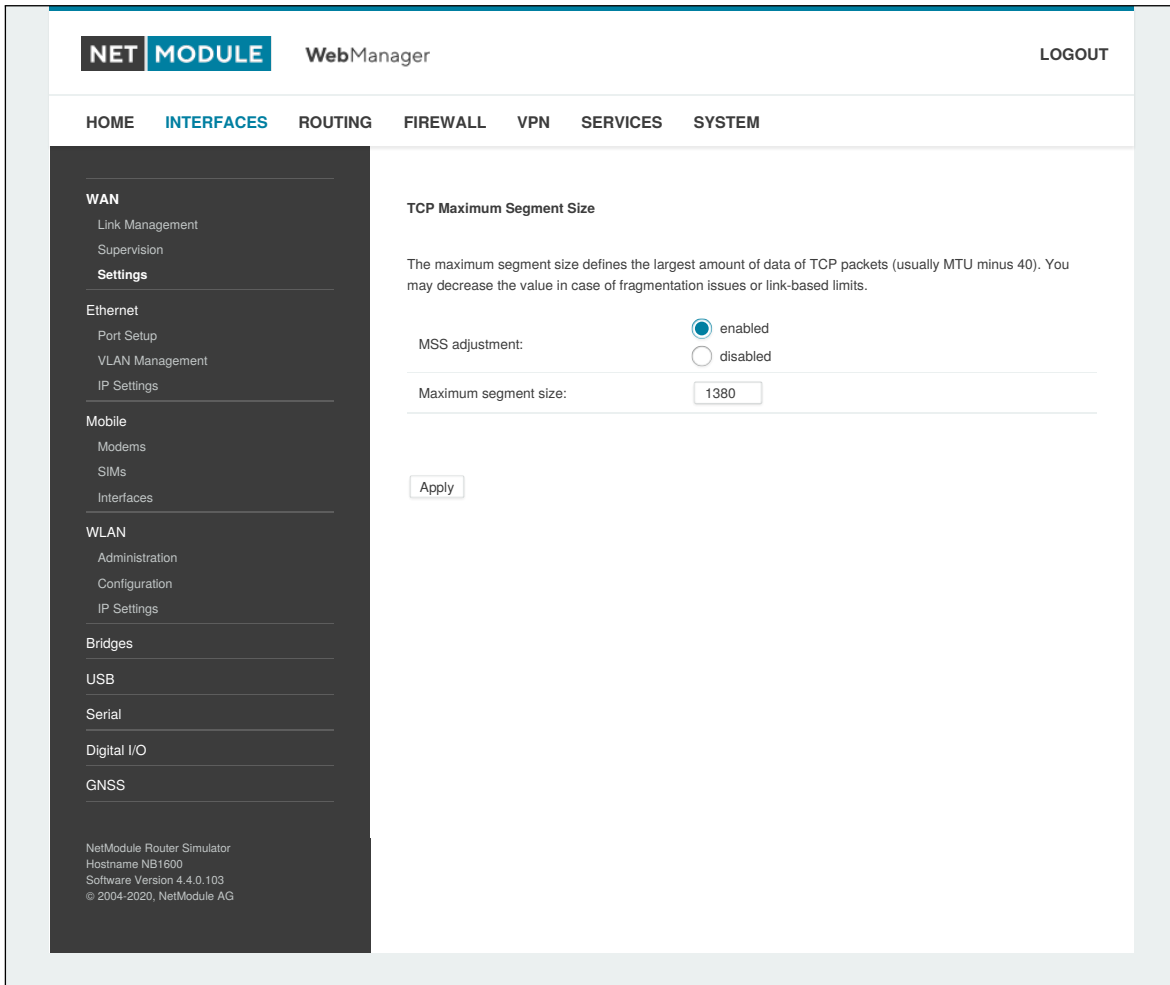 NET MODULE WebManager LOGOUT
HOME INTERFACES ROUTING FIREWALL VPN SERVICES SYSTEM
WAN
Link Management
Supervision
Settings
Ethernet
Port Setup
VLAN Management
IP Settings
Mobile
Modems
SIMs
Interfaces
WLAN
Administration
Configuration
IP Settings
Bridges
USB
Serial
Digital I/O
GNSS
NetModule Router Simulator
Hostname NB1600
Software Version 4.4.0.103
© 2004-2020, NetModule AG
TCP Maximum Segment Size
The maximum segment size defines the largest amount of data of TCP packets (usually MTU minus 40). You
may decrease the value in case of fragmentation issues or link-based limits.
MSS adjustment:
enabled
disabled
Maximum segment size: 1380
Apply